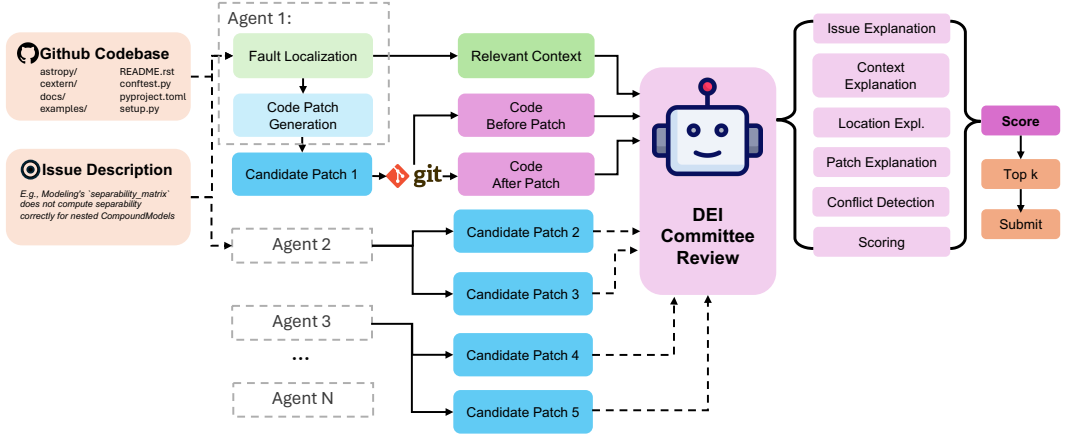 Github Codebase
astropy/ README.rst
cextern/ conftest.py
docs/ pyproject.toml
examples/ setup.py
Issue Description
E.g., Modeling's `separability_matrix`
does not compute separability
correctly for nested CompoundModels
Agent 1:
Fault Localization
Code Patch
Generation
Candidate Patch 1
git
Relevant Context
Code
Before Patch
Code
After Patch
Agent 2
Candidate Patch 2
Candidate Patch 3
Agent 3
...
Agent N
Candidate Patch 4
Candidate Patch 5
DEI
Committee
Review
Issue Explanation
Context
Explanation
Location Expl.
Patch Explanation
Conflict Detection
Scoring
Score
Top k
Submit